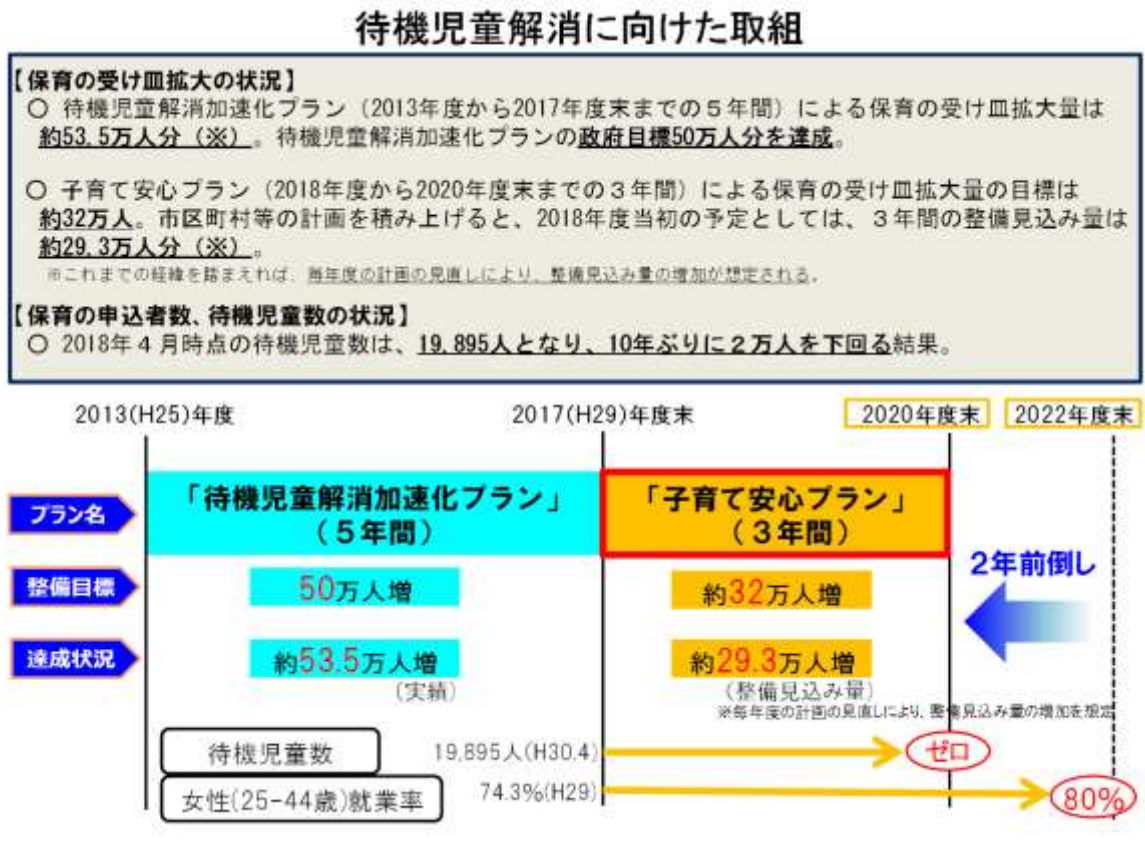 待機児童解消に向けた取組
【保育の受け皿拡大の状況】
○ 待機児童解消加速化プラン（2013年度から2017年度末までの５年間）による保育の受け皿拡大量は
約53.5万人分（※）。待機児童解消加速化プランの政府目標50万人分を達成。
○ 子育て安心プラン（2018年度から2020年度末までの３年間）による保育の受け皿拡大量の目標は
約32万人。市区町村等の計画を積み上げると、2018年度当初の予定としては、３年間の整備見込み量は
約29.3万人分（※）。
※これまでの経緯を踏まえれば、毎年度の計画の見直しにより、整備見込み量の増加が想定される。
【保育の申込者数、待機児童数の状況】
○ 2018年４月時点の待機児童数は、19,895人となり、10年ぶりに２万人を下回る結果。
2013(H25)年度
2017(H29)年度末
2020年度末
2022年度末
プラン名
「待機児童解消加速化プラン」
（５年間）
「子育て安心プラン」
（３年間）
2年前倒し
整備目標
50万人増
約32万人増
達成状況
約53.5万人増
（実績）
約29.3万人増
（整備見込み量）
※毎年度の計画の見直しにより、整備見込み量の増加を想定
待機児童数
19,895人(H30.4)
ゼロ
女性(25-44歳)就業率
74.3%(H29)
80%